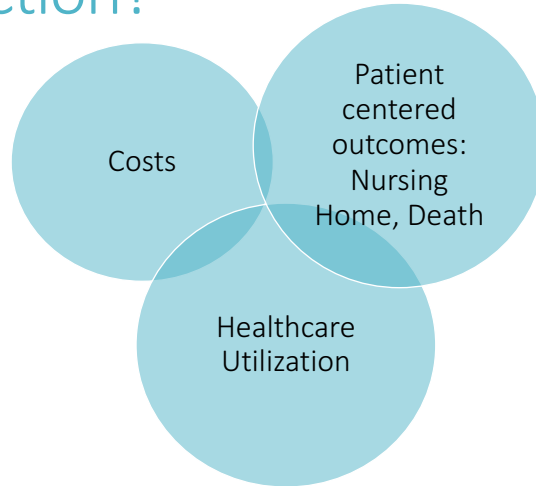 ction?
Costs
Patient
centered
outcomes:
Nursing
Home, Death
Healthcare
Utilization